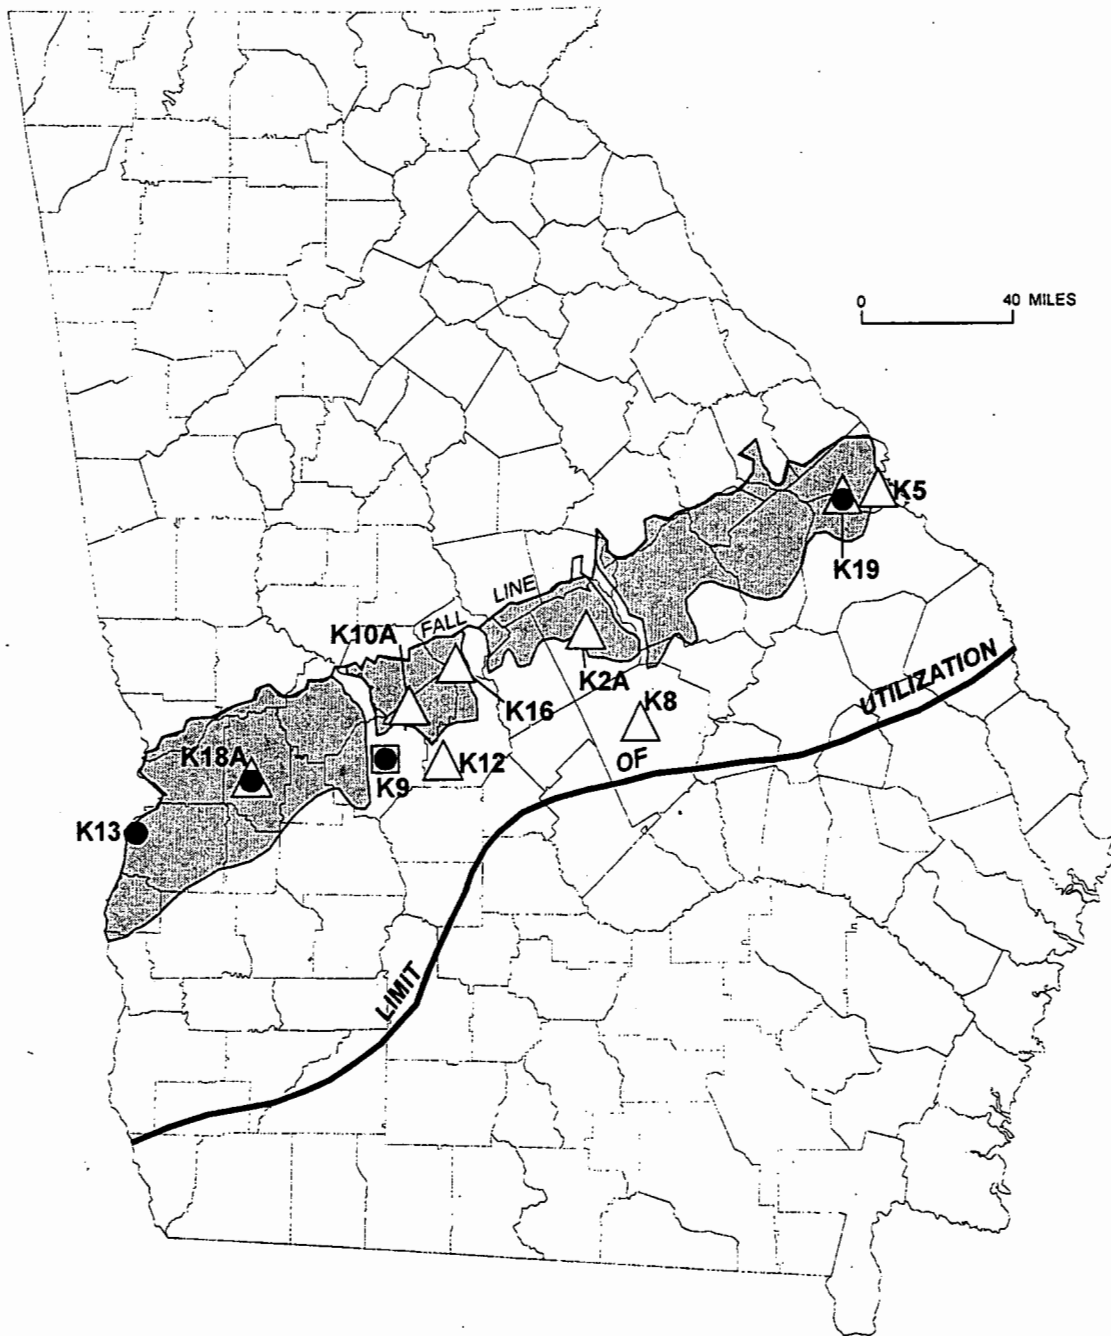 0 40 MILES
K5
K19
FALL LINE
K10A
K2A
K16
K8
UTILIZATION
OF
K18A
K9
K12
K13
LIMIT